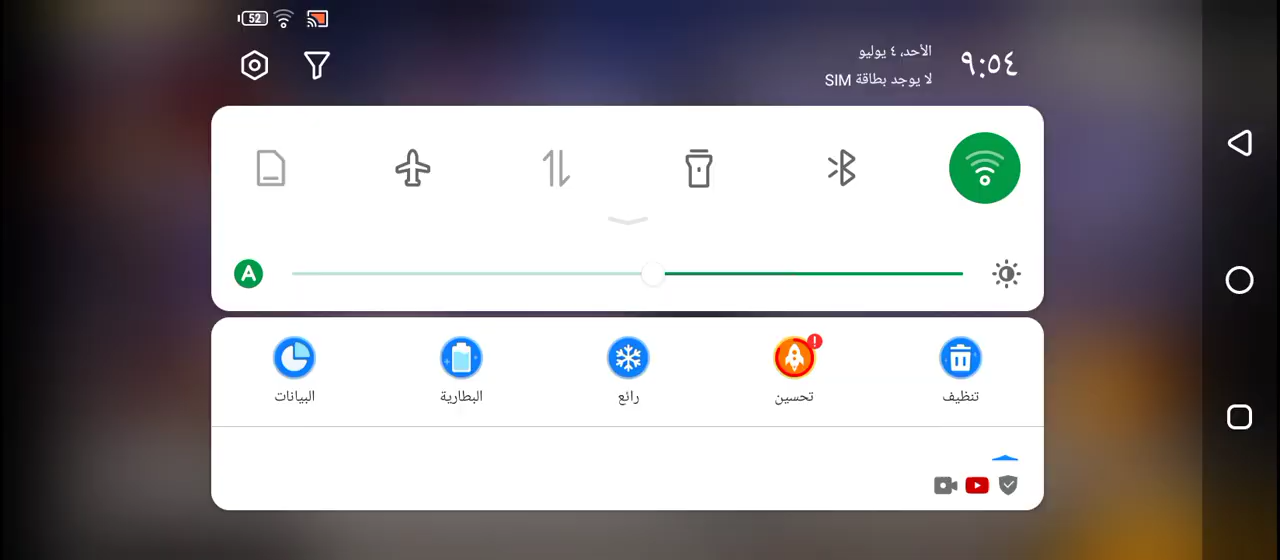 52
٩:٥٤
الأحد، ٤ يوليو
لا يوجد بطاقة SIM
A
تنظيف
تحسين
رائع
البطارية
البيانات